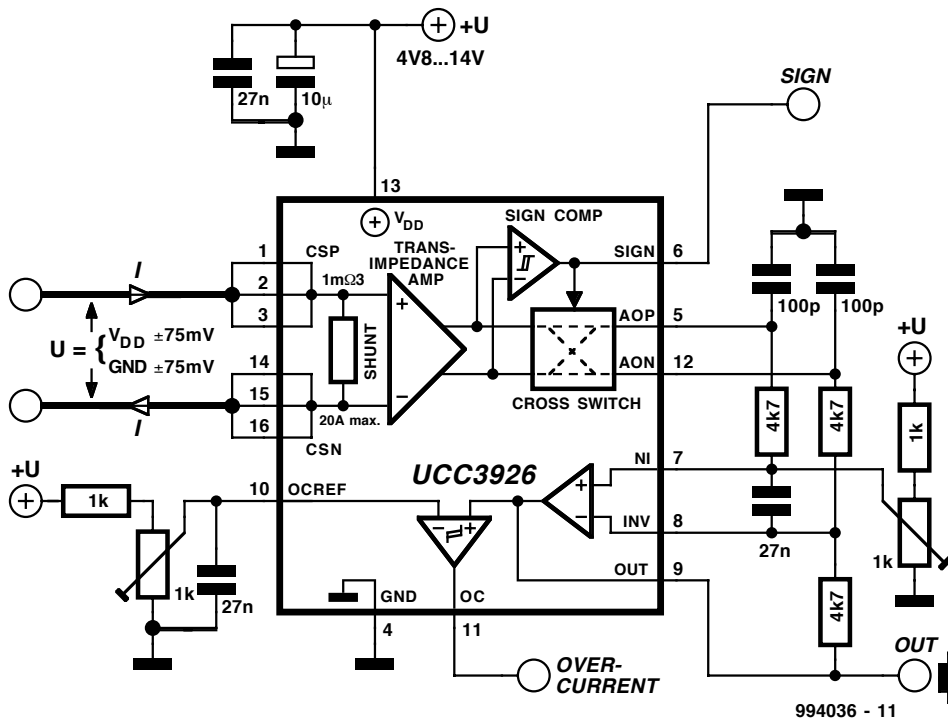 +U
4V8...14V
27n
10µ
SIGN
13
VDD
SIGN COMP
TRANS-
IMPEDANCE
AMP
SIGN
6
1
CSP
2
3
1mΩ3
+
−
+
−
I
U = { VDD ±75mV
GND ±75mV
SHUNT
14
15
16
CSN
20A max.
I
AOP
5
AON
12
CROSS SWITCH
100p
100p
+U
4k7
4k7
1k
+U
1k
10
OCREF
UCC3926
NI
7
+
−
INV
8
27n
1k
− +
OUT
9
1k
27n
GND
OC
4
11
4k7
OUT
OVER-
CURRENT
994036 - 11